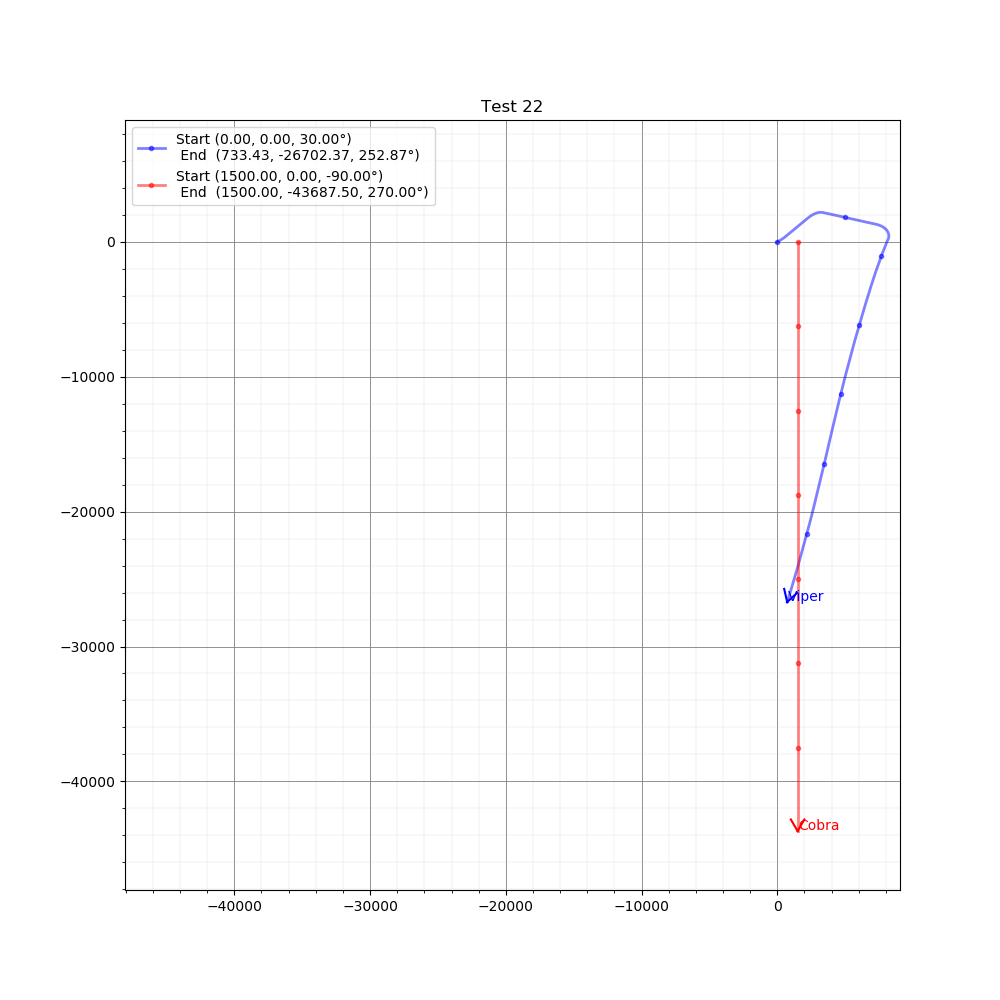 Test 22
Start (0.00, 0.00, 30.00°)
End (733.43, -26702.37, 252.87°)
Start (1500.00, 0.00, -90.00°)
End (1500.00, -43687.50, 270.00°)
0
−10000
−20000
−30000
−40000
Viper
Cobra
−40000
−30000
−20000
−10000
0